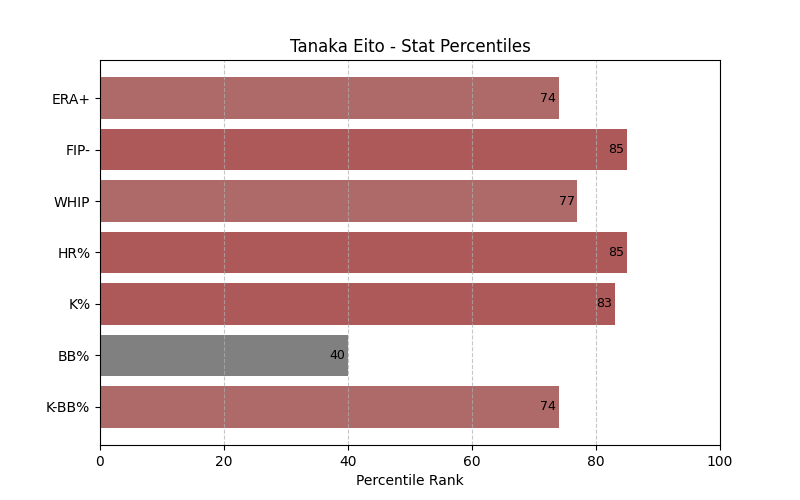 Tanaka Eito - Stat Percentiles
ERA+ 74
FIP- 85
WHIP 77
HR% 85
K% 83
BB% 40
K-BB% 74
0 20 40 60 80 100
Percentile Rank